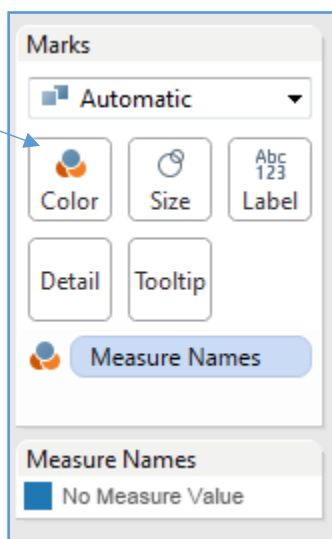 Marks
Automatic
Abc
123
Color Size Label
Detail Tooltip
Measure Names
Measure Names
No Measure Value